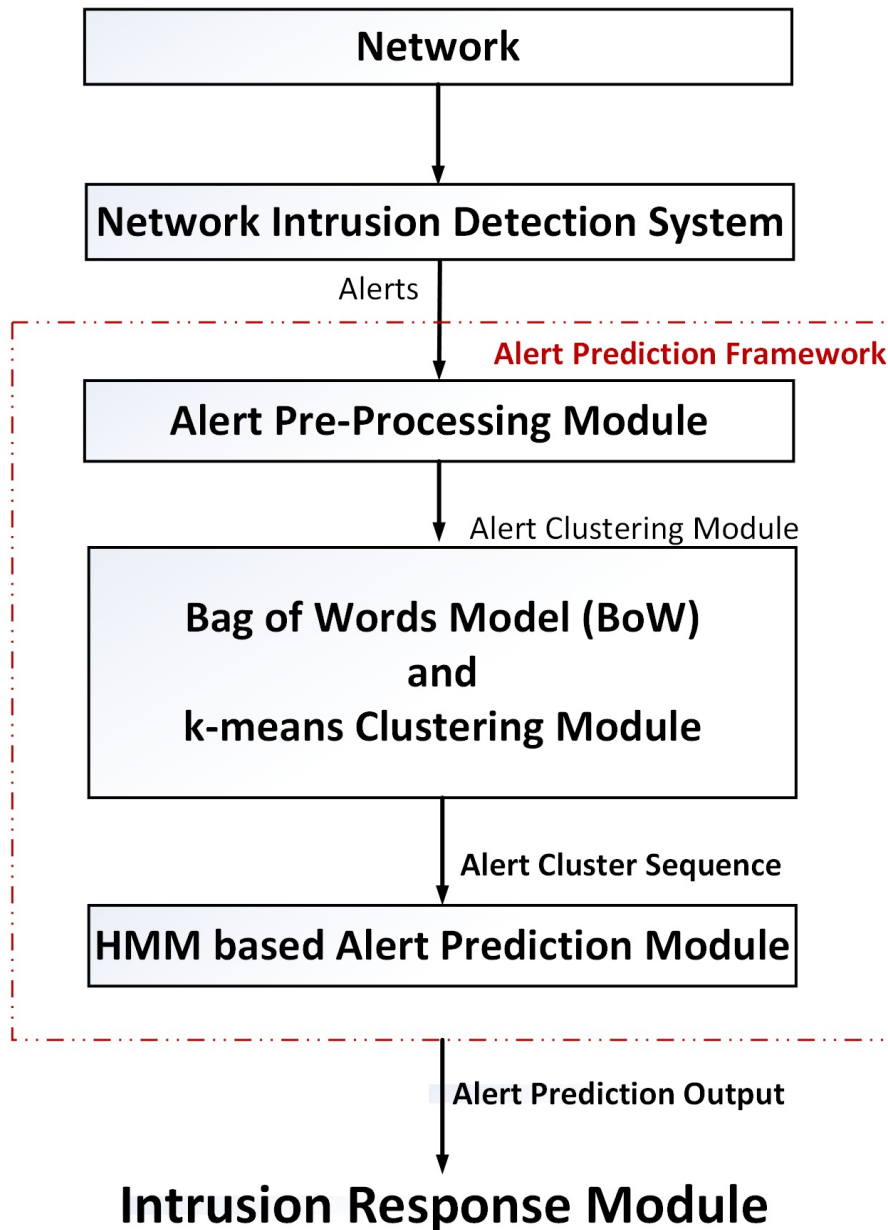 Network
Network Intrusion Detection System
Alerts
Alert Prediction Framework
Alert Pre-Processing Module
Alert Clustering Module
Bag of Words Model (BoW)
and
k-means Clustering Module
Alert Cluster Sequence
HMM based Alert Prediction Module
Alert Prediction Output
Intrusion Response Module